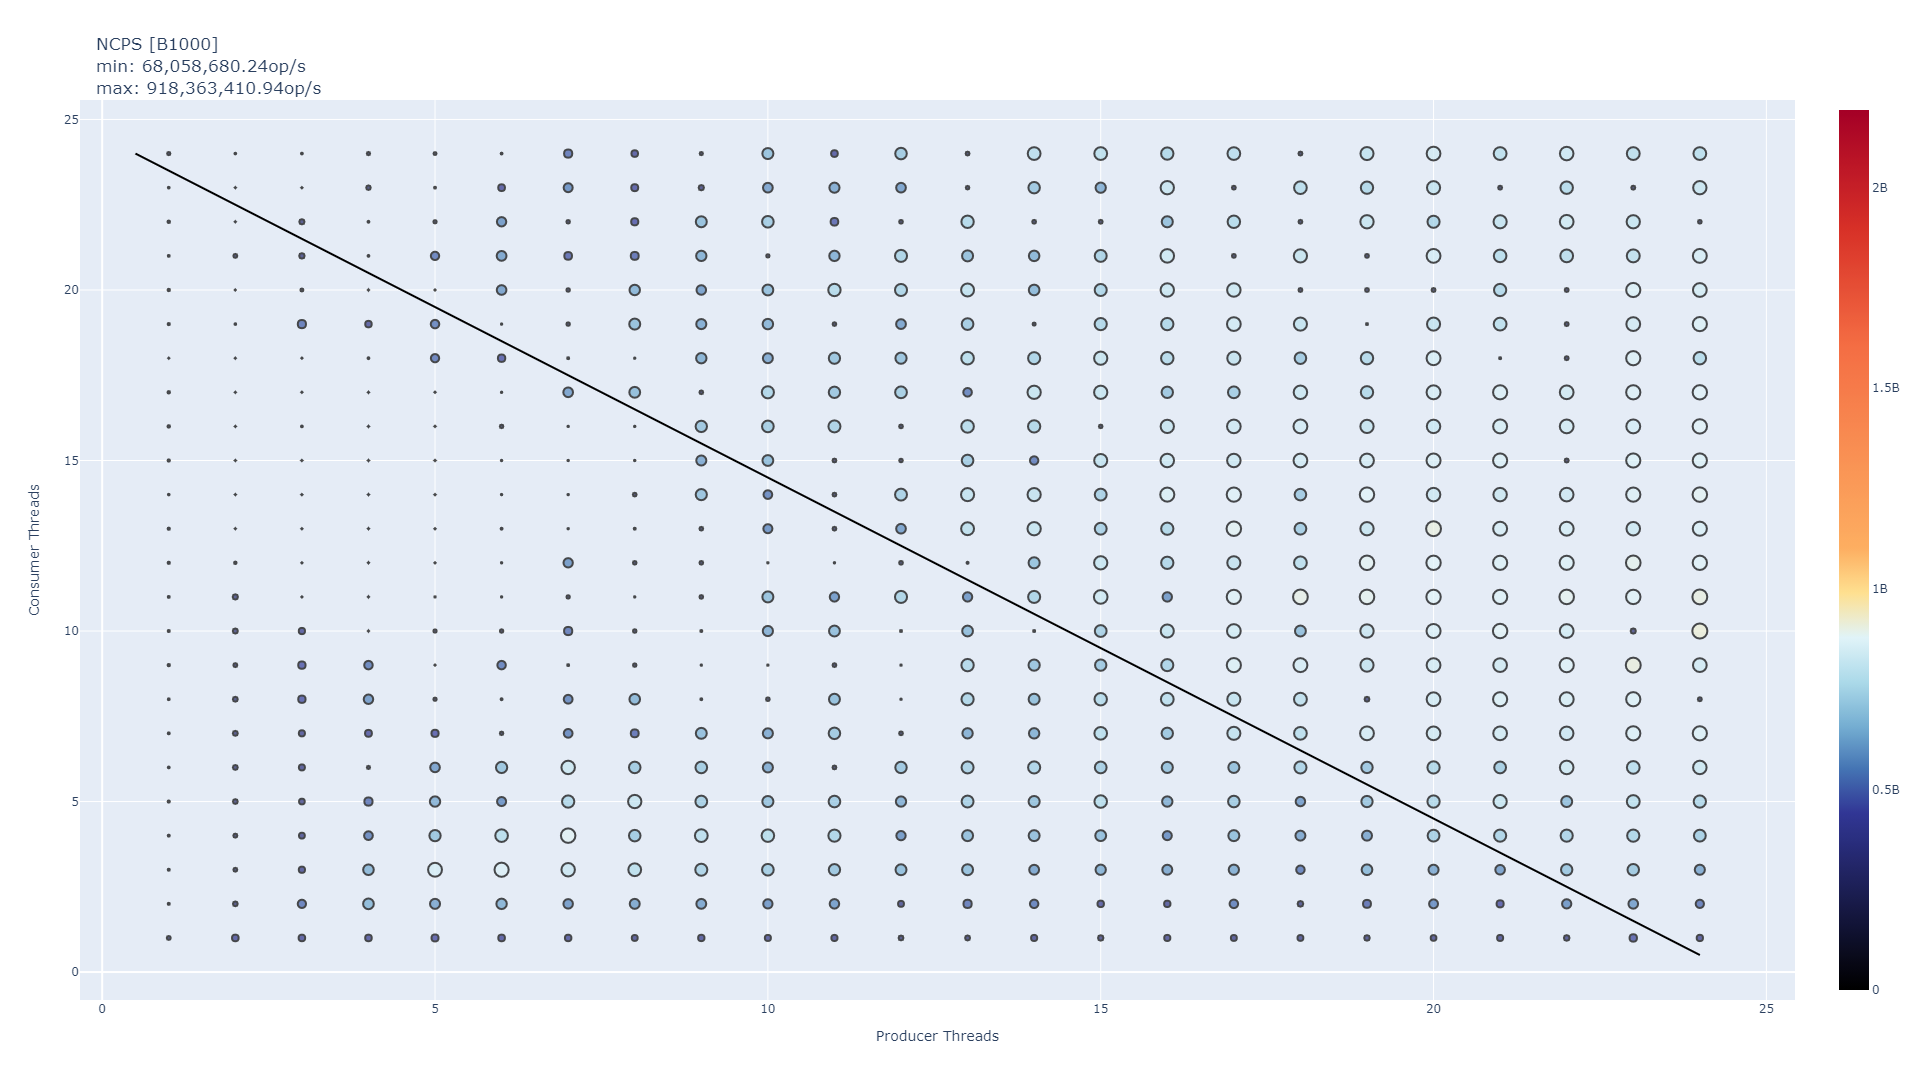 NCPS [B1000]
min: 68,058,680.24op/s
max: 918,363,410.94op/s
25
20
15
10
5
0
Consumer Threads
0 5 10 15 20 25
Producer Threads
2B
1.5B
1B
0.5B
0